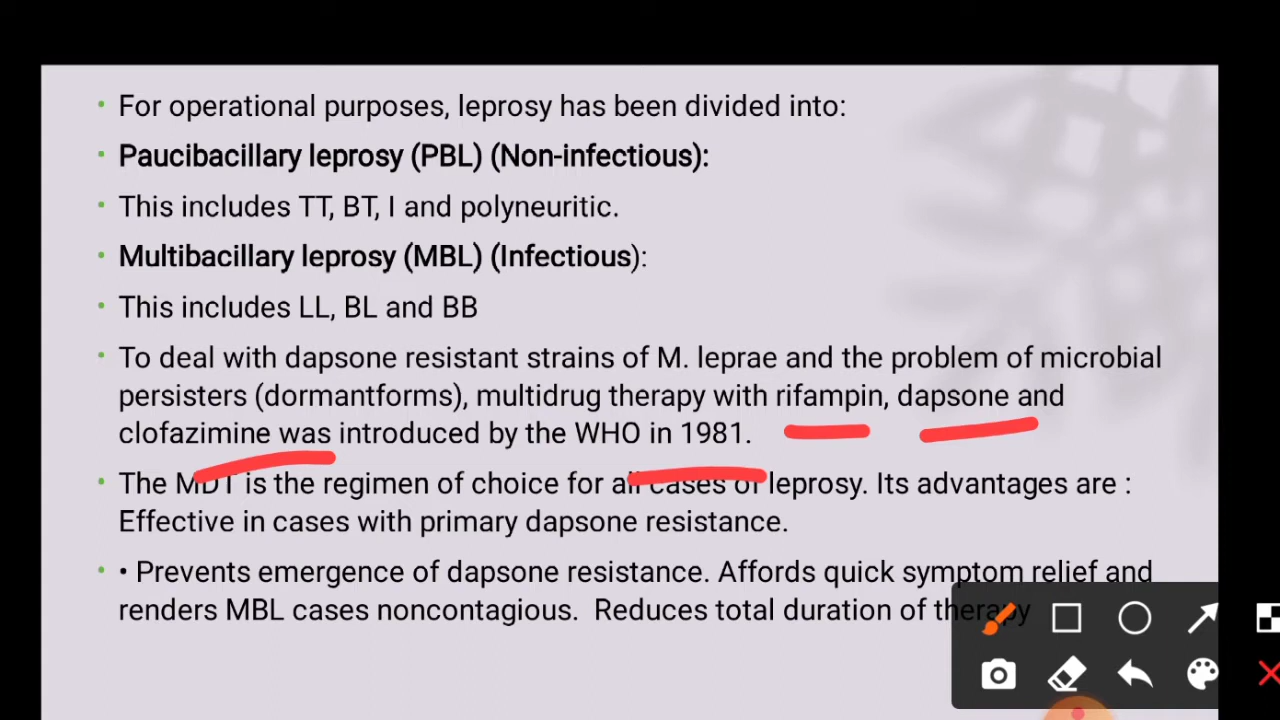 • For operational purposes, leprosy has been divided into:
• Paucibacillary leprosy (PBL) (Non-infectious):
• This includes TT, BT, I and polyneuritic.
• Multibacillary leprosy (MBL) (Infectious):
• This includes LL, BL and BB
• To deal with dapsone resistant strains of M. leprae and the problem of microbial
persisters (dormantforms), multidrug therapy with rifampin, dapsone and
clofazimine was introduced by the WHO in 1981.
• The MDT is the regimen of choice for all cases of leprosy. Its advantages are :
Effective in cases with primary dapsone resistance.
• • Prevents emergence of dapsone resistance. Affords quick symptom relief and
renders MBL cases noncontagious. Reduces total duration of therapy